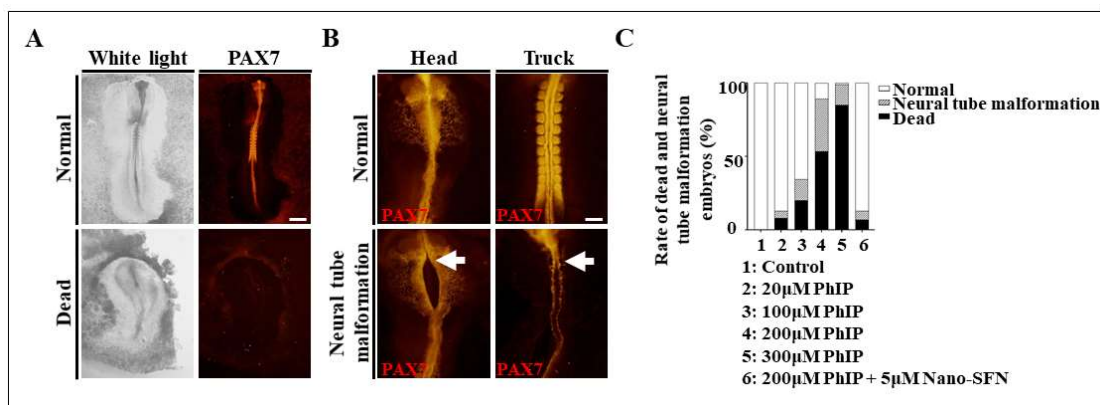 A
White light
PAX7
Normal
Dead
B
Head
Truck
Normal
Neural tube
malformation
PAX7
PAX7
PAX7
PAX7
C
Rate of dead and neural
tube malformation
embryos (%)
100
50
0
1 2 3 4 5 6
Normal
Neural tube malformation
Dead
1: Control
2: 20μM PhIP
3: 100μM PhIP
4: 200μM PhIP
5: 300μM PhIP
6: 200μM PhIP + 5μM Nano-SFN